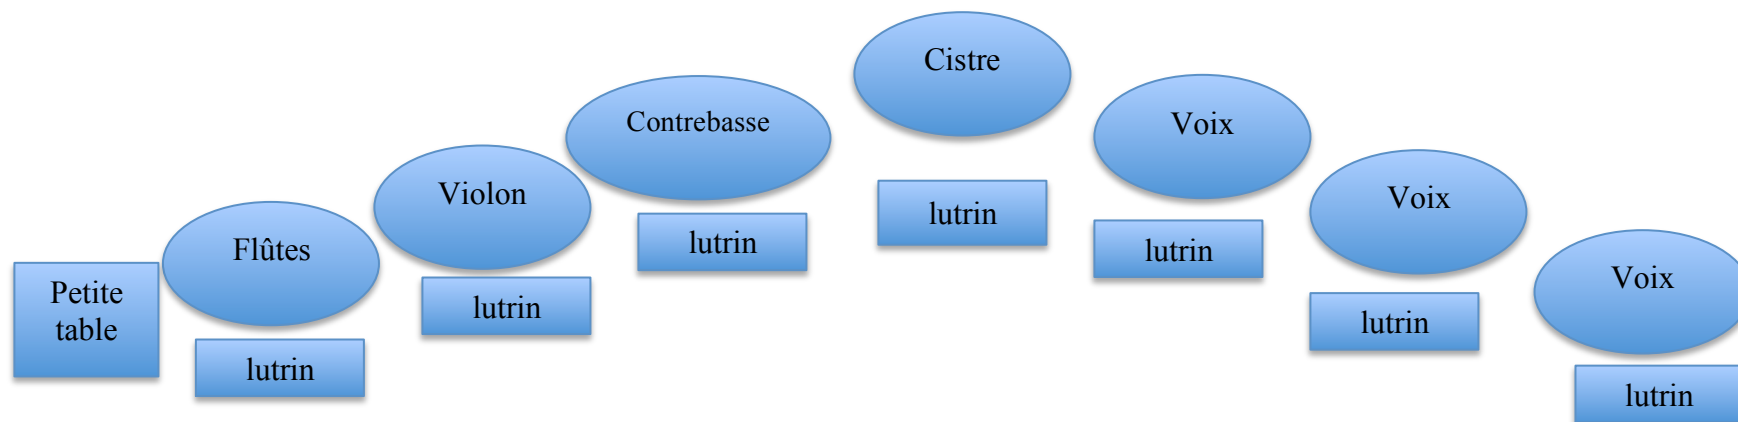 Cistre
Contrebasse
Voix
Violon
Voix
Flûtes
Voix
Petite
table
lutrin
lutrin
lutrin
lutrin
lutrin
lutrin
lutrin